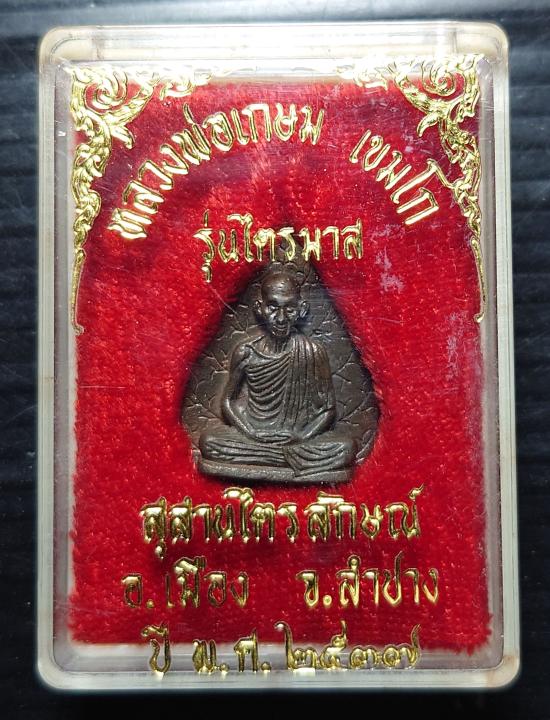 หลวงพ่อเกษม เขมโก
รุ่นไตรมาส
สุสานไตรลักษณ์
อ.เมือง จ.ลำปาง
ปี พ.ศ.๒๕๓๗